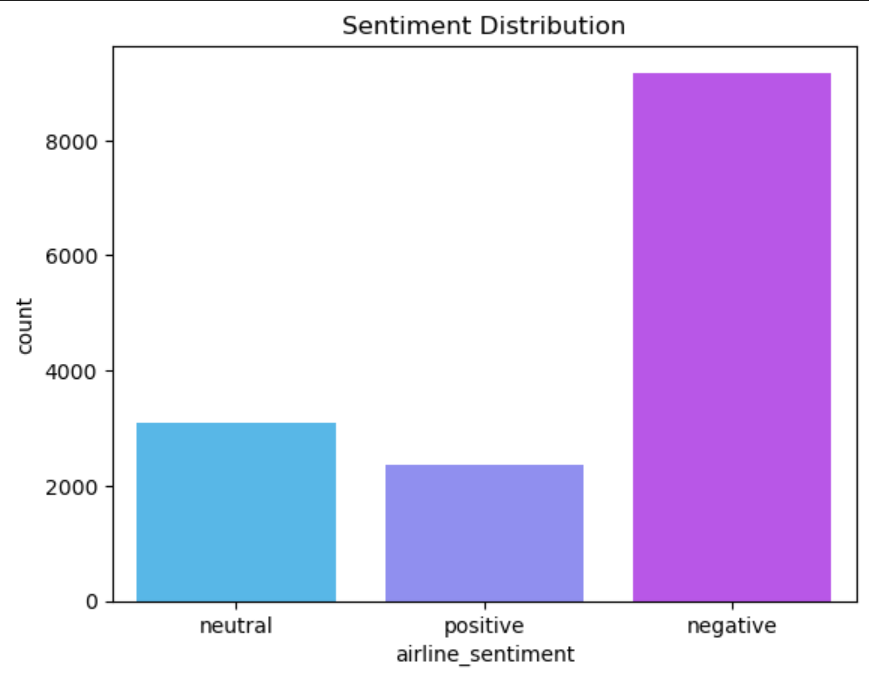 Sentiment Distribution
count
8000
6000
4000
2000
0
neutral positive negative
airline_sentiment